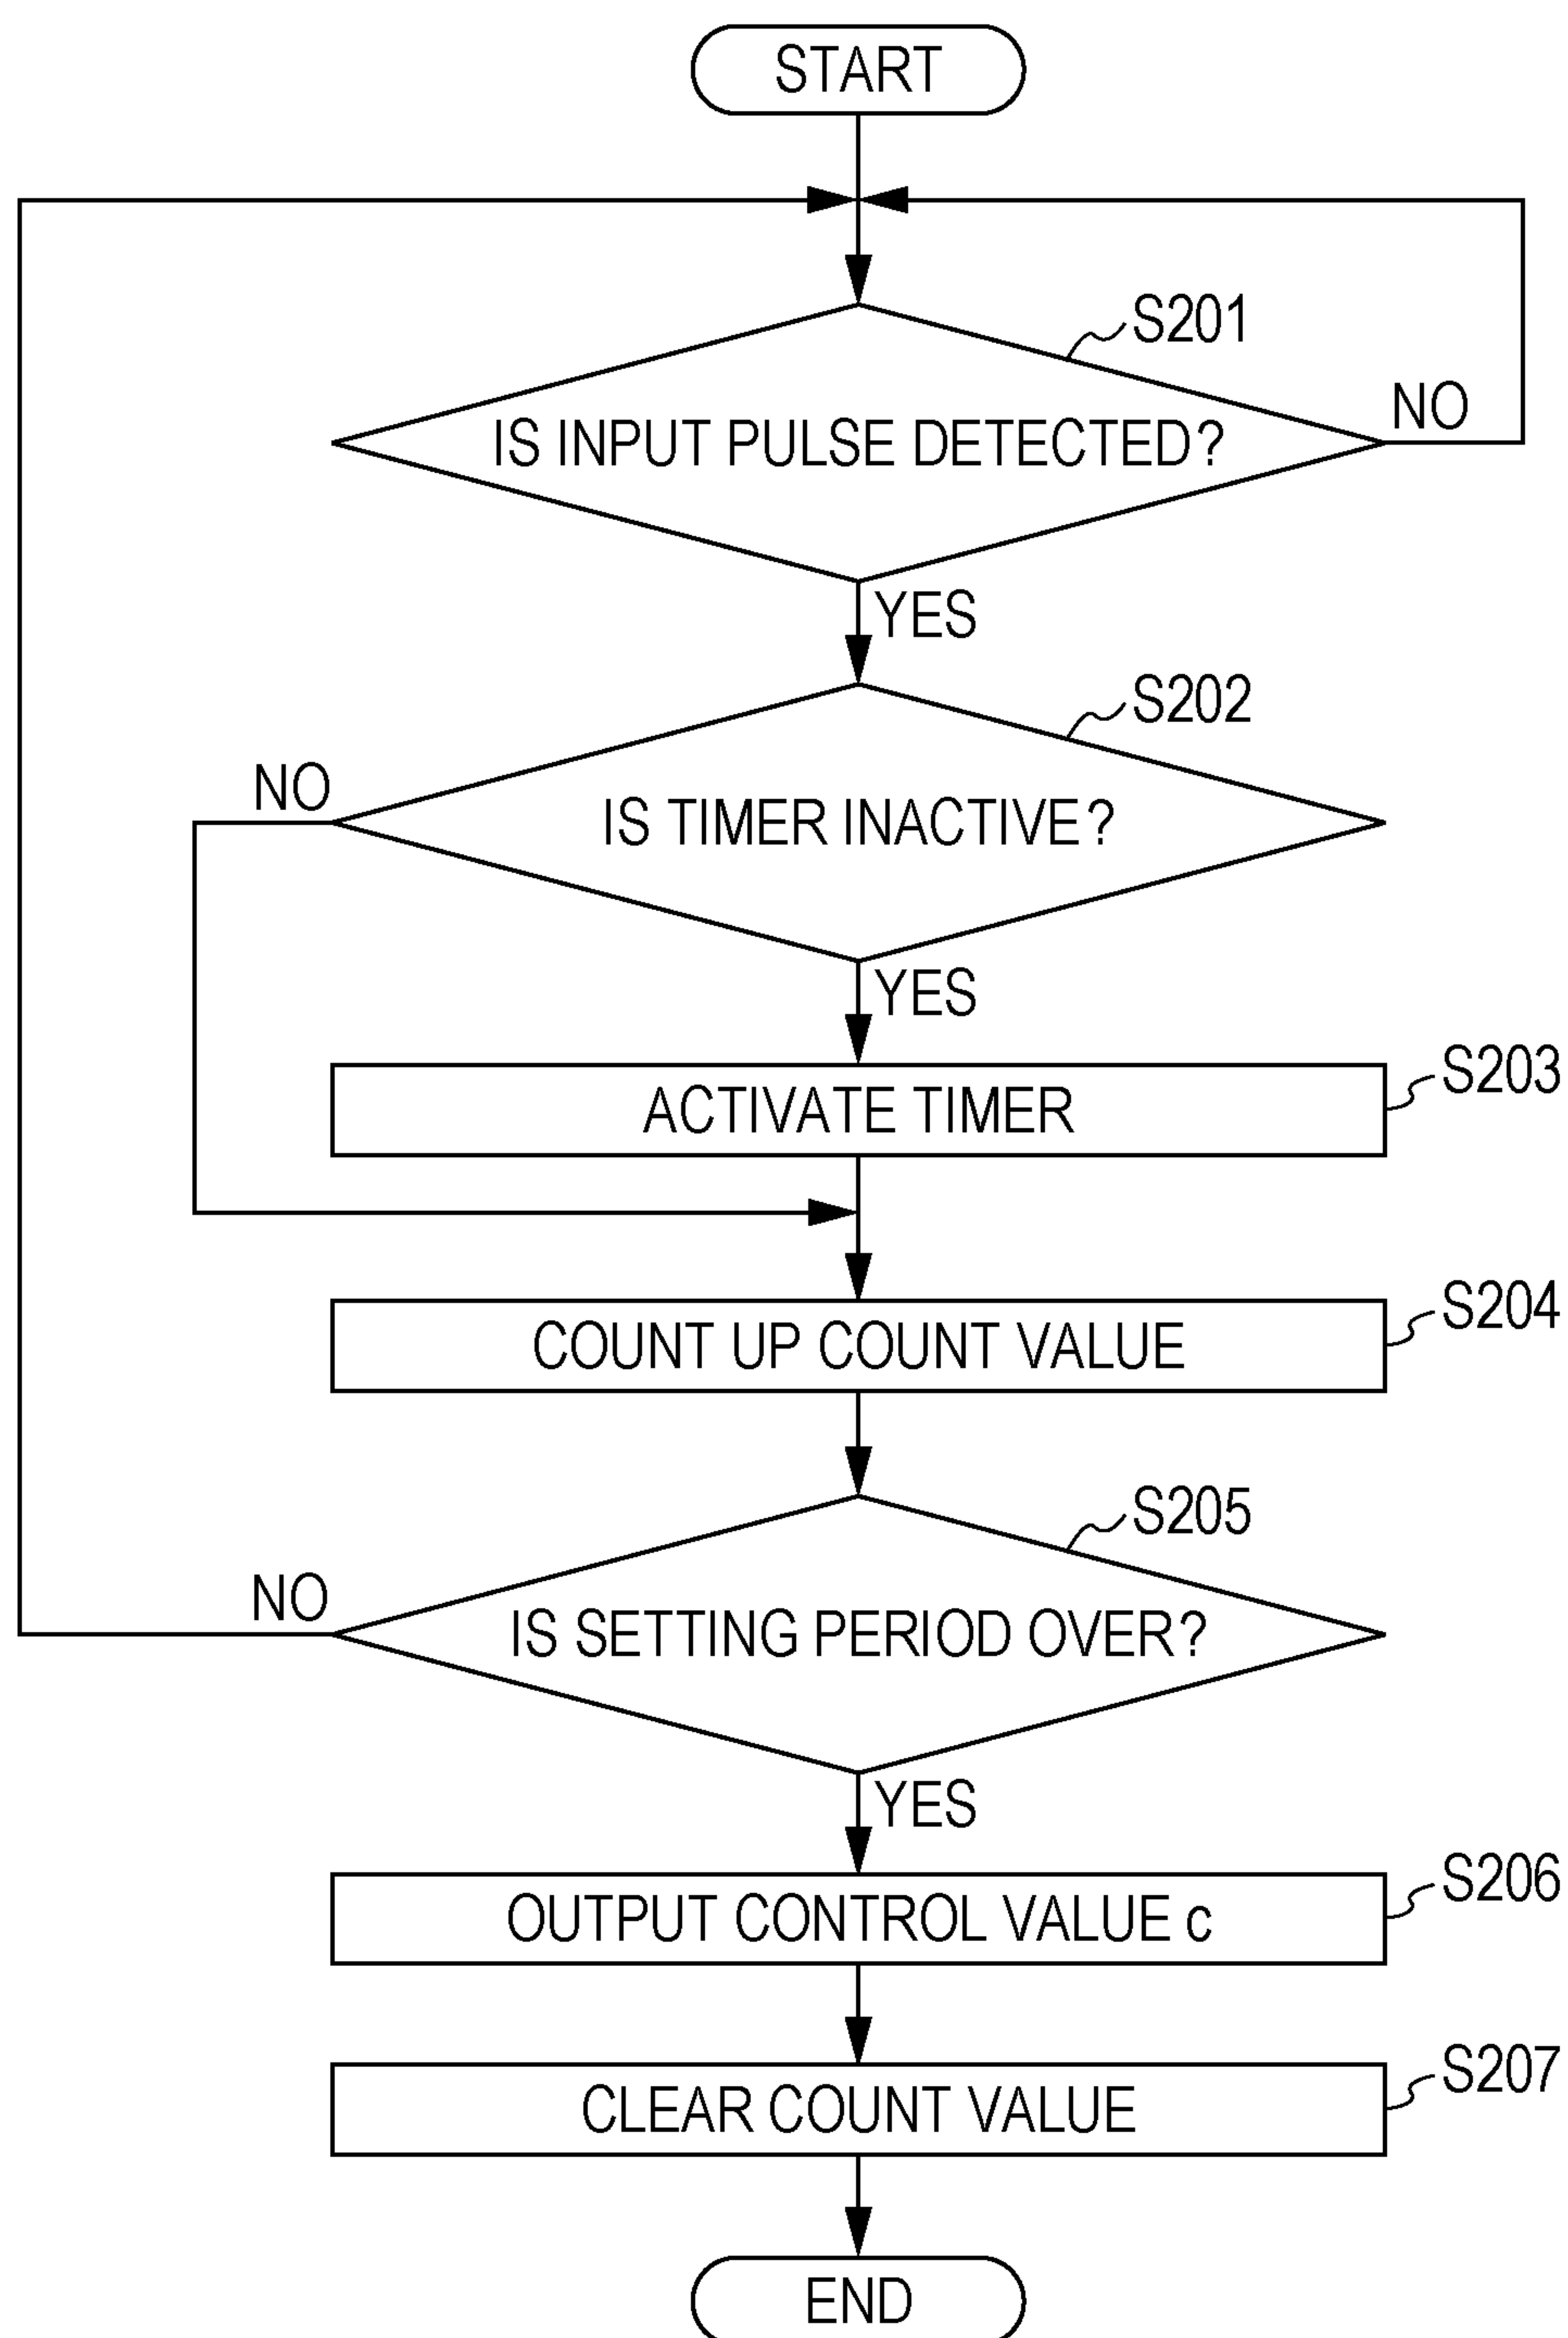 START
S201
IS INPUT PULSE DETECTED?
NO
YES
S202
NO
IS TIMER INACTIVE?
YES
S203
ACTIVATE TIMER
S204
COUNT UP COUNT VALUE
S205
NO
IS SETTING PERIOD OVER?
YES
S206
OUTPUT CONTROL VALUE c
S207
CLEAR COUNT VALUE
END